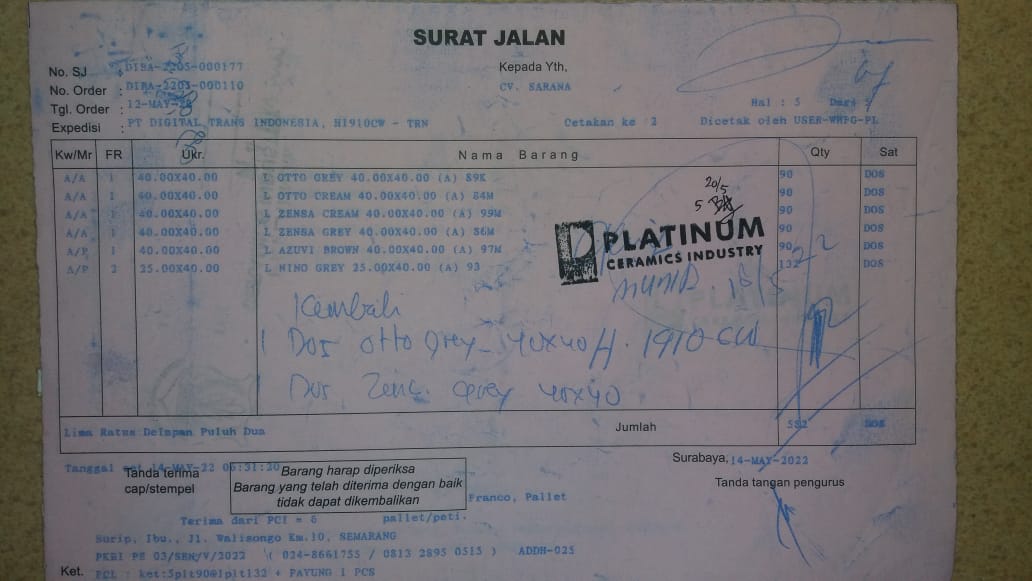 SURAT JALAN
No. SJ : DIBA-2205-000177
Kepada Yth,
No. Order : DIBA-2205-000110
CV. SARANA
Tgl. Order : 12-MAY-22
Hal : 5 Dari 5
Expedisi : PT DIGITAL TRANS INDONESIA, H1910CW - TRN
Cetakan ke 2 Dicetak oleh USER-WHPG-PL
Kw/Mr FR Ukr. Nama Barang Qty Sat
A/A 1 40.00X40.00 L OTTO GREY 40.00X40.00 (A) 89K 90 DOS
A/A 1 40.00X40.00 L OTTO CREAM 40.00X40.00 (A) 84M 90 DOS
A/A 1 40.00X40.00 L ZENSA CREAM 40.00X40.00 (A) 99M 90 DOS
A/A 1 40.00X40.00 L ZENSA GREY 40.00X40.00 (A) 86M 90 DOS
A/P 1 40.00X40.00 L AZUVI BROWN 40.00X40.00 (A) 97M 90 DOS
A/P 2 25.00X40.00 L NINO GREY 25.00X40.00 (A) 93 132 DOS
20/5
5
PLATINUM
CERAMICS INDUSTRY
18/5
Kembali
1 Dos Otto Grey - 40x40 H. 1910 CW
Dos Zensa Grey 40x40
Lima Ratus Delapan Puluh Dua
Jumlah 582 DOS
Tanggal cet 14-MAY-22 06:31:20
Surabaya, 14-MAY-2022
Tanda terima
cap/stempel
Barang harap diperiksa
Barang yang telah diterima dengan baik
tidak dapat dikembalikan
Tanda tangan pengurus
Franco, Pallet
Terima dari PCI = 6 pallet/peti.
Surip, Ibu., Jl. Walisongo Km.10, SEMARANG
PKBI PE 03/SEN/V/2022 ( 024-8661755 / 0813 2895 0515 ) ADDH-025
Ket. PCL : ket:5plt90@1plt132 + PAYUNG 1 PCS